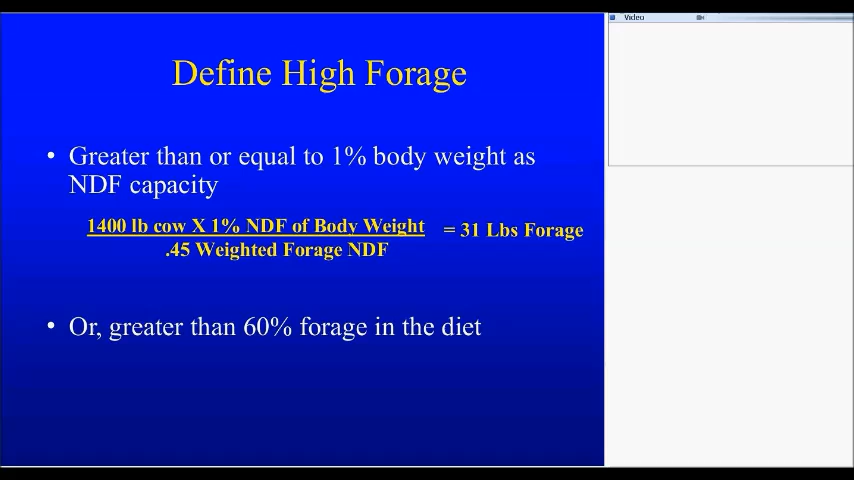 Video
Define High Forage
• Greater than or equal to 1% body weight as
NDF capacity
1400 lb cow X 1% NDF of Body Weight = 31 Lbs Forage
.45 Weighted Forage NDF
• Or, greater than 60% forage in the diet